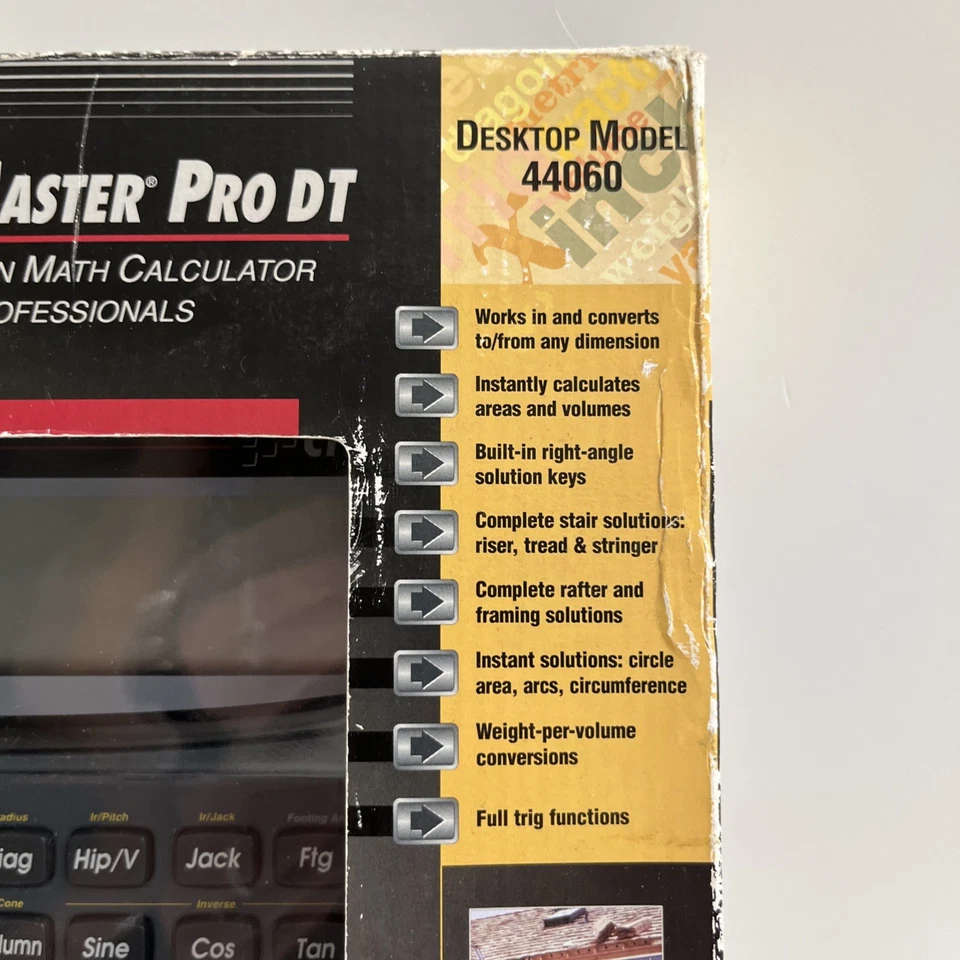 DESKTOP MODEL
44060
inch
MASTER® PRO DT
N MATH CALCULATOR
OFESSIONALS
Works in and converts
to/from any dimension
Instantly calculates
areas and volumes
Built-in right-angle
solution keys
Complete stair solutions:
riser, tread & stringer
Complete rafter and
framing solutions
Instant solutions: circle
area, arcs, circumference
Weight-per-volume
conversions
Full trig functions
adius Ir/Pitch Ir/Jack Footing
iag Hip/V Jack Ftg
Cone Inverse
lumn Sine Cos Tan